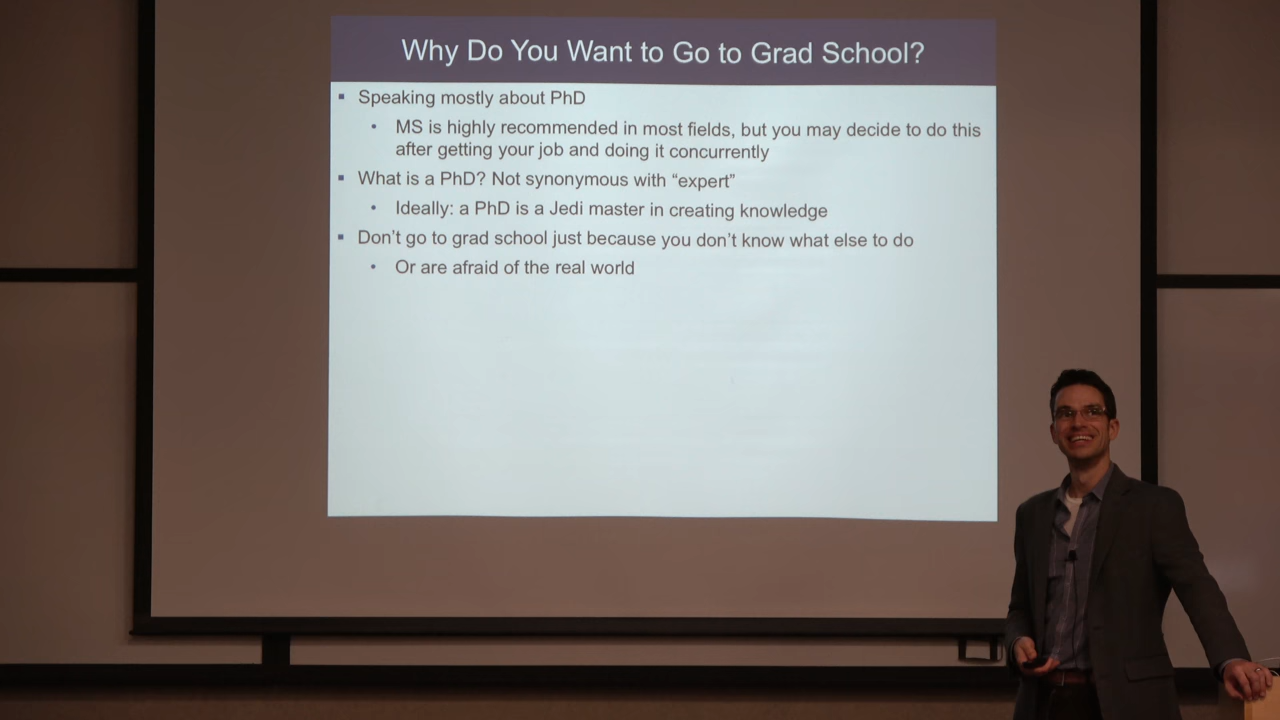 Why Do You Want to Go to Grad School?
▪ Speaking mostly about PhD
• MS is highly recommended in most fields, but you may decide to do this
after getting your job and doing it concurrently
▪ What is a PhD? Not synonymous with “expert”
• Ideally: a PhD is a Jedi master in creating knowledge
▪ Don’t go to grad school just because you don’t know what else to do
• Or are afraid of the real world